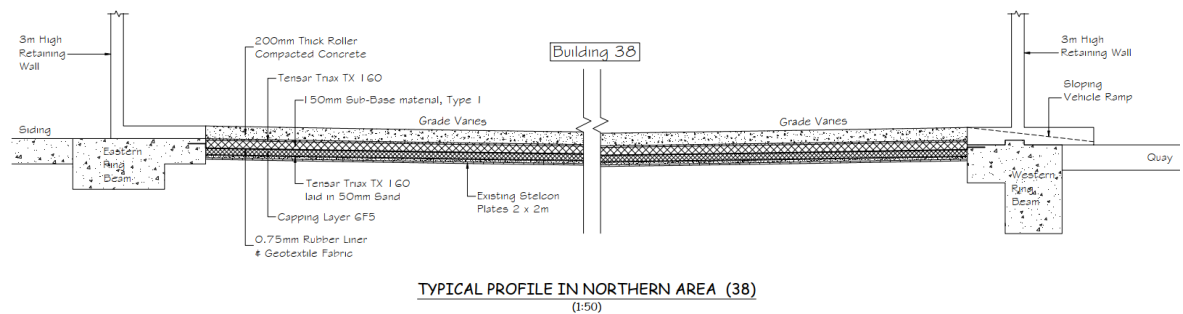 3m High
Retaining
Wall
200mm Thick Roller
Compacted Concrete
Tensar Triax TX 160
150mm Sub-Base material, Type 1
Building 38
3m High
Retaining Wall
Sloping
Vehicle Ramp
Grade Varies
Grade Varies
Siding
Eastern
Ring
Beam
Tensar Triax TX 160
laid in 50mm Sand
Capping Layer 6F5
0.75mm Rubber Liner
& Geotextile Fabric
Existing Stelcon
Plates 2 x 2m
Western
Ring
Beam
Quay
TYPICAL PROFILE IN NORTHERN AREA (38)
(1:50)